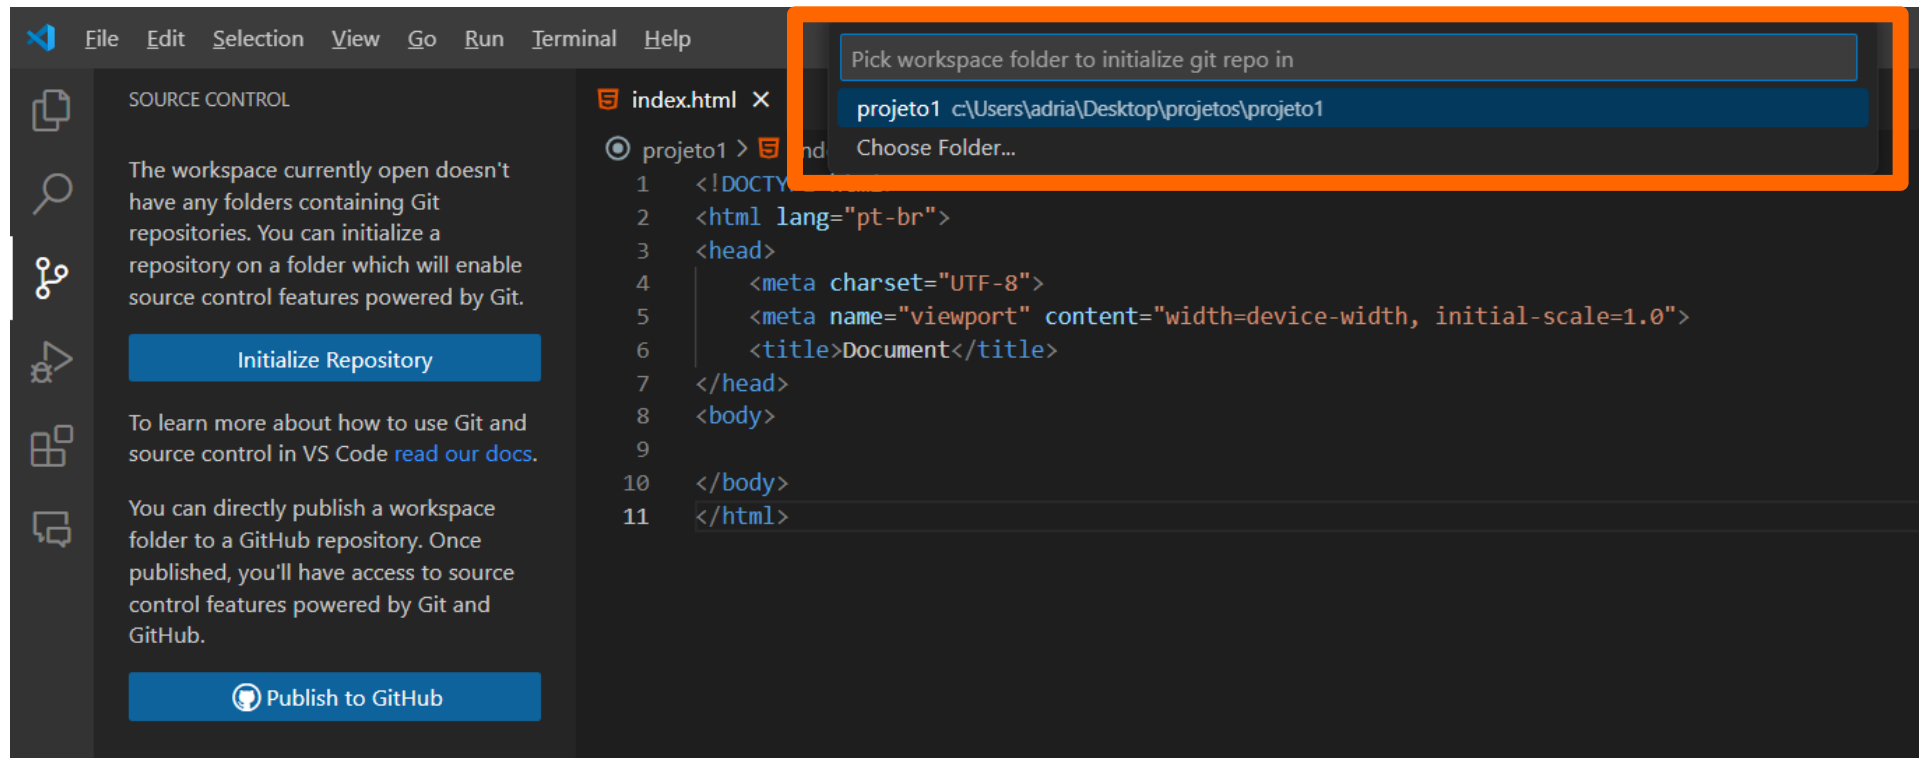 File Edit Selection View Go Run Terminal Help
Pick workspace folder to initialize git repo in
projeto1 c:\Users\adria\Desktop\projetos\projeto1
Choose Folder...
SOURCE CONTROL
The workspace currently open doesn't
have any folders containing Git
repositories. You can initialize a
repository on a folder which will enable
source control features powered by Git.
Initialize Repository
To learn more about how to use Git and
source control in VS Code read our docs.
You can directly publish a workspace
folder to a GitHub repository. Once
published, you'll have access to source
control features powered by Git and
GitHub.
Publish to GitHub
index.html
projeto1 >
1 <!DOCTY
2 <html lang="pt-br">
3 <head>
4 <meta charset="UTF-8">
5 <meta name="viewport" content="width=device-width, initial-scale=1.0">
6 <title>Document</title>
7 </head>
8 <body>
9
10 </body>
11 </html>